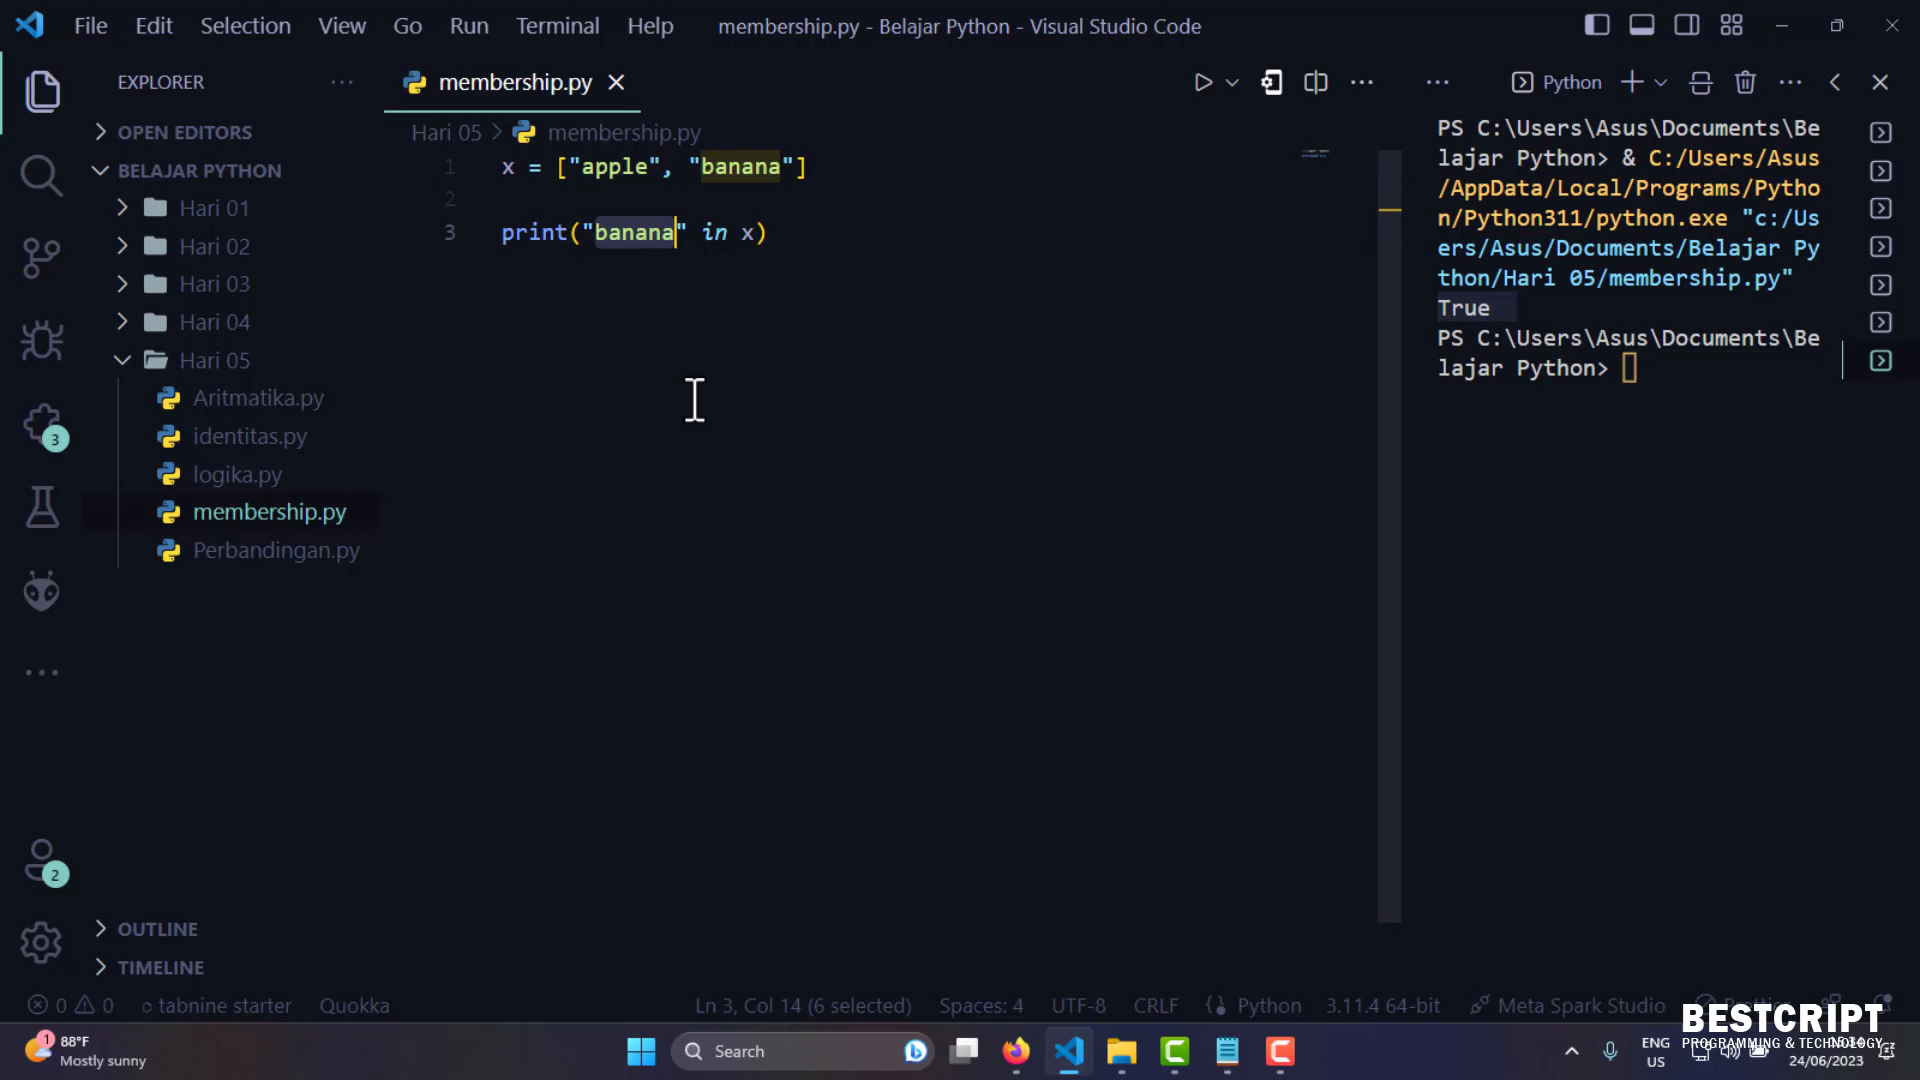 File Edit Selection View Go Run Terminal Help membership.py - Belajar Python - Visual Studio Code
EXPLORER
OPEN EDITORS
BELAJAR PYTHON
Hari 01
Hari 02
Hari 03
Hari 04
Hari 05
Aritmatika.py
identitas.py
logika.py
membership.py
Perbandingan.py
3
2
OUTLINE
TIMELINE
membership.py
Hari 05 > membership.py
1 x = ["apple", "banana"]
2
3 print("banana" in x)
Python
PS C:\Users\Asus\Documents\Be
lajar Python> & C:/Users/Asus
/AppData/Local/Programs/Pytho
n/Python311/python.exe "c:/Us
ers/Asus/Documents/Belajar Py
thon/Hari 05/membership.py"
True
PS C:\Users\Asus\Documents\Be
lajar Python>
0 0 tabnine starter Quokka Ln 3, Col 14 (6 selected) Spaces: 4 UTF-8 CRLF Python 3.11.4 64-bit Meta Spark Studio
BESTCRIPT
PROGRAMMING & TECHNOLOGY
1
88°F
Mostly sunny
Search
ENG
US
24/06/2023